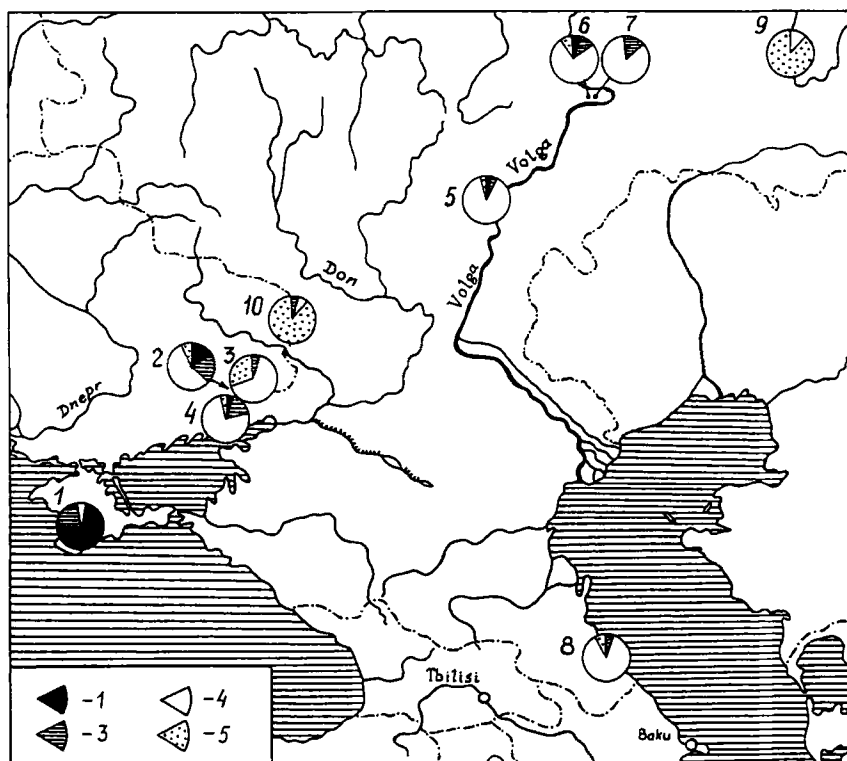 6 7
9
5
Volga
Volga
Don
10
2
3
4
Dnepr
1
8
Tbilisi
Baku
-1 -4
-3 -5